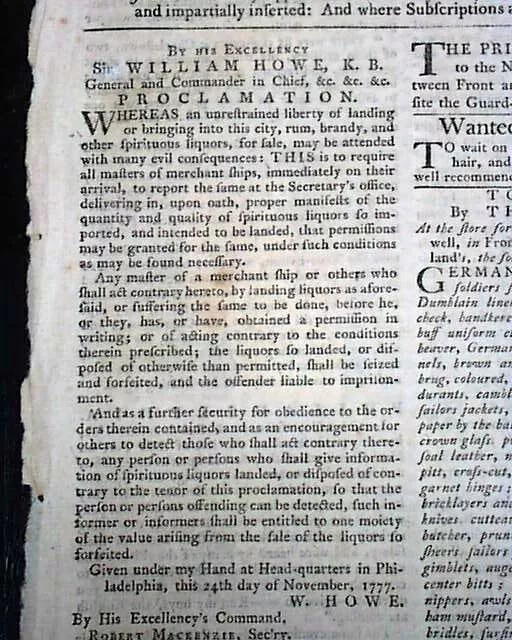 and impartially inſerted: And where Subſcriptions a
By his Excellency
Sir WILLIAM HOWE, K. B.
General and Commander in Chief, &c. &c. &c.
PROCLAMATION.
WHEREAS an unreſtrained liberty of landing
or bringing into this city, rum, brandy, and
other ſpirituous liquors, for ſale, may be attended
with many evil conſequences: THIS is to require
all maſters of merchant ſhips, immediately on their
arrival, to report the ſame at the Secretary's office,
delivering in, upon oath, proper manifeſts of the
quantity and quality of ſpirituous liquors ſo im-
ported, and intended to be landed, that permiſſions
may be granted for the ſame, under ſuch conditions
as may be found neceſſary.
Any maſter of a merchant ſhip or others who
ſhall act contrary hereto, by landing liquors as afore-
ſaid, or ſuffering the ſame to be done, before he,
or they, has, or have, obtained a permiſſion in
writing; or of acting contrary to the conditions
therein preſcribed; the liquors ſo landed, or diſ-
poſed of otherwiſe than permitted, ſhall be ſeized
and forfeited, and the offender liable to impriſon-
ment.
And as a further ſecurity for obedience to the or-
ders therein contained, and as an encouragement for
others to detect thoſe who ſhall act contrary there-
to, any perſon or perſons who ſhall give informa-
tion of ſpirituous liquors landed, or diſpoſed of con-
trary to the tenor of this proclamation, ſo that the
perſon or perſons offending can be detected, ſuch in-
former or informers ſhall be entitled to one moiety
of the value ariſing from the ſale of the liquors ſo
forfeited.
Given under my Hand at Head-quarters in Phi-
ladelphia, this 24th day of November, 1777.
W. HOWE.
By His Excellency's Command,
Robert Mackenzie, Sec'ry.
THE PRI
to the N
tween Front a
ſite the Guard-
Wanted
TO wait on
hair, and
well recommen
T O
By T H
At the ſtore for
well, in Fron
land's, the ſo
GERMAN
ſoldiers ſ
Dumblain line
check, handkerc
buff uniform c
beaver, German
nels, brown an
brug, coloured,
durants, cambl
ſailors jackets,
paper by the ba
crown glaſs, p
ſoal leather, n
pitt, croſs-cut,
garnet hinges;
bricklayers and
knives, cutteau
butcher, prun
ſheers, ſailors
gimblets, auge
center bitts;
nippers, awls
ham muſtard,
bridles, ſurſ